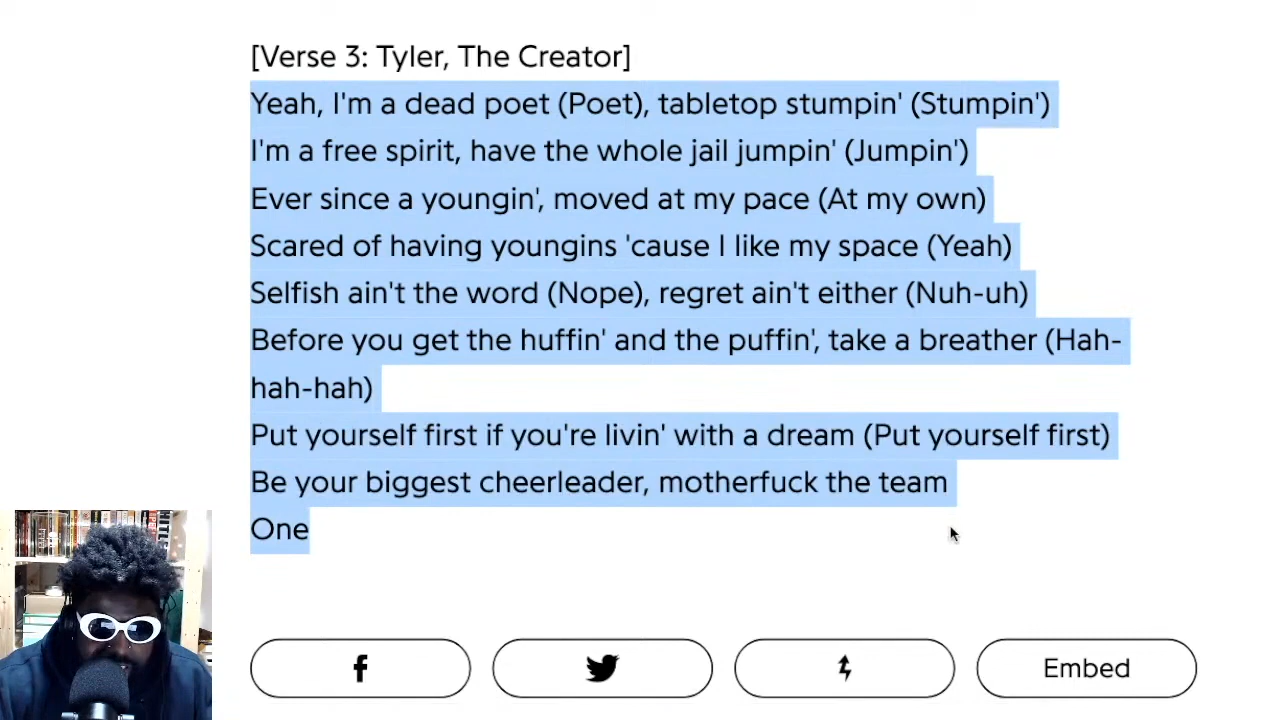 [Verse 3: Tyler, The Creator]
Yeah, I'm a dead poet (Poet), tabletop stumpin' (Stumpin')
I'm a free spirit, have the whole jail jumpin' (Jumpin')
Ever since a youngin', moved at my pace (At my own)
Scared of having youngins 'cause I like my space (Yeah)
Selfish ain't the word (Nope), regret ain't either (Nuh-uh)
Before you get the huffin' and the puffin', take a breather (Hah-
hah-hah)
Put yourself first if you're livin' with a dream (Put yourself first)
Be your biggest cheerleader, motherfuck the team
One
Embed